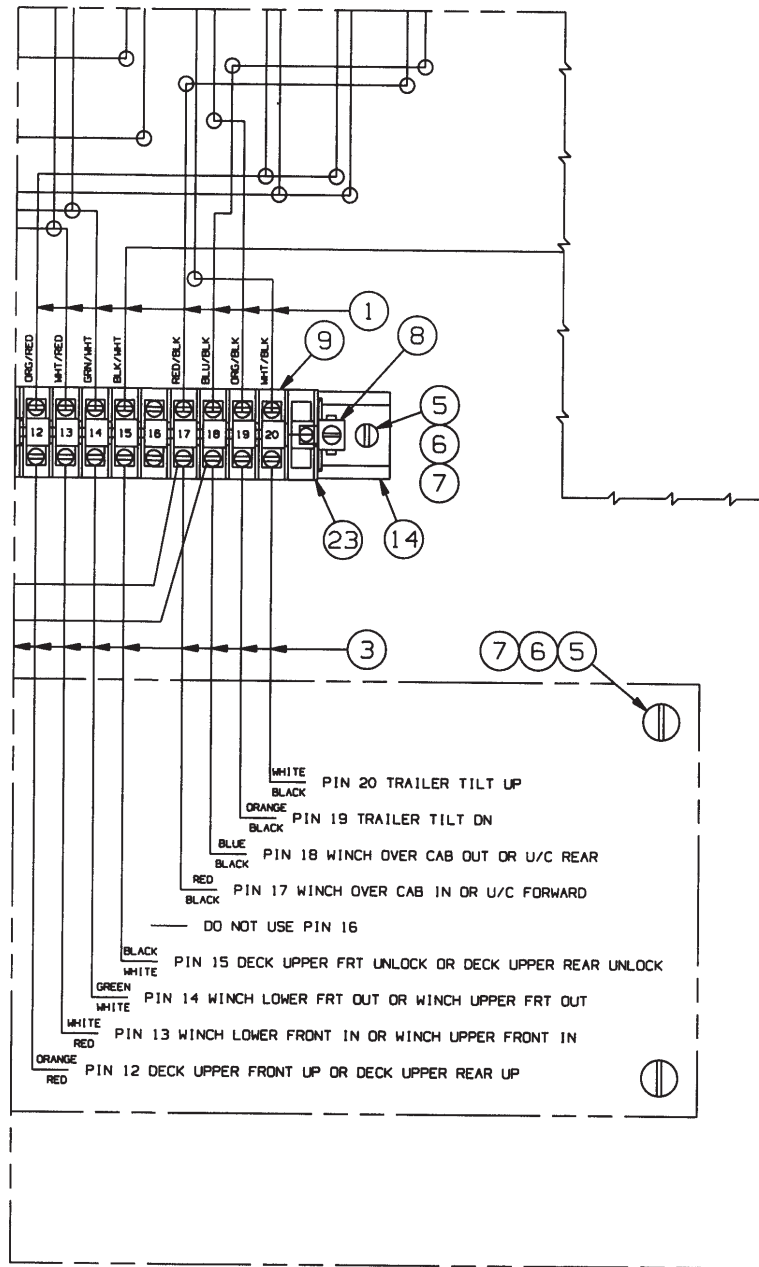 1
ORG/RED
WHT/RED
GRN/WHT
BLK/WHT
RED/BLK
BLU/BLK
ORG/BLK
WHT/BLK
9
8
5
6
7
12 13 14 15 16 17 18 19 20
23
14
3
7 6 5
WHITE
BLACK
PIN 20 TRAILER TILT UP
ORANGE
BLACK
PIN 19 TRAILER TILT DN
BLUE
BLACK
PIN 18 WINCH OVER CAB OUT OR U/C REAR
RED
BLACK
PIN 17 WINCH OVER CAB IN OR U/C FORWARD
DO NOT USE PIN 16
BLACK
WHITE
PIN 15 DECK UPPER FRT UNLOCK OR DECK UPPER REAR UNLOCK
GREEN
WHITE
PIN 14 WINCH LOWER FRT OUT OR WINCH UPPER FRT OUT
WHITE
RED
PIN 13 WINCH LOWER FRONT IN OR WINCH UPPER FRONT IN
ORANGE
RED
PIN 12 DECK UPPER FRONT UP OR DECK UPPER REAR UP